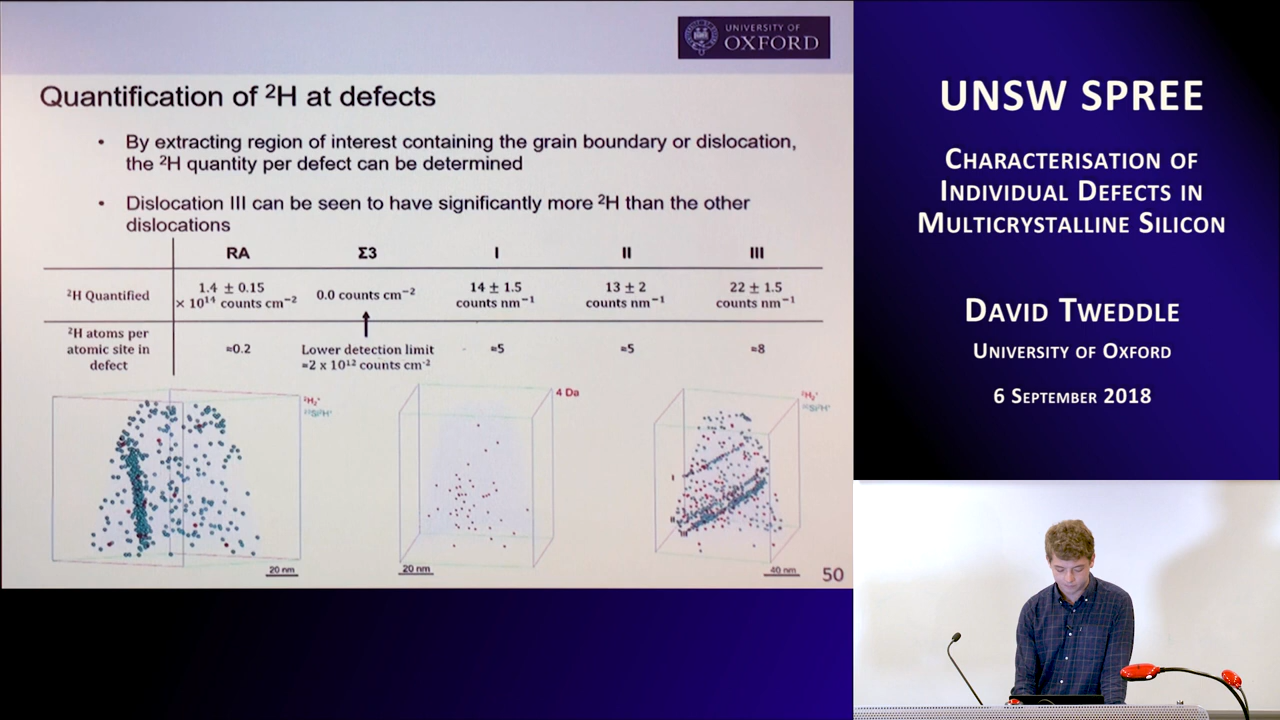 UNIVERSITY OF
OXFORD
Quantification of ²H at defects
• By extracting region of interest containing the grain boundary or dislocation,
the ²H quantity per defect can be determined
• Dislocation III can be seen to have significantly more ²H than the other
dislocations
RA Σ3 I II III
²H Quantified
1.4 ± 0.15
× 10¹⁴ counts cm⁻²
0.0 counts cm⁻²
14 ± 1.5
counts nm⁻¹
13 ± 2
counts nm⁻¹
22 ± 1.5
counts nm⁻¹
²H atoms per
atomic site in
defect
≈0.2
Lower detection limit
≈2 x 10¹² counts cm⁻²
≈5
≈5
≈8
²H₂⁺
4 Da
²H₂⁺
I
II
III
20 nm
20 nm
40 nm
50
UNSW SPREE
CHARACTERISATION OF
INDIVIDUAL DEFECTS IN
MULTICRYSTALLINE SILICON
DAVID TWEDDLE
UNIVERSITY OF OXFORD
6 SEPTEMBER 2018